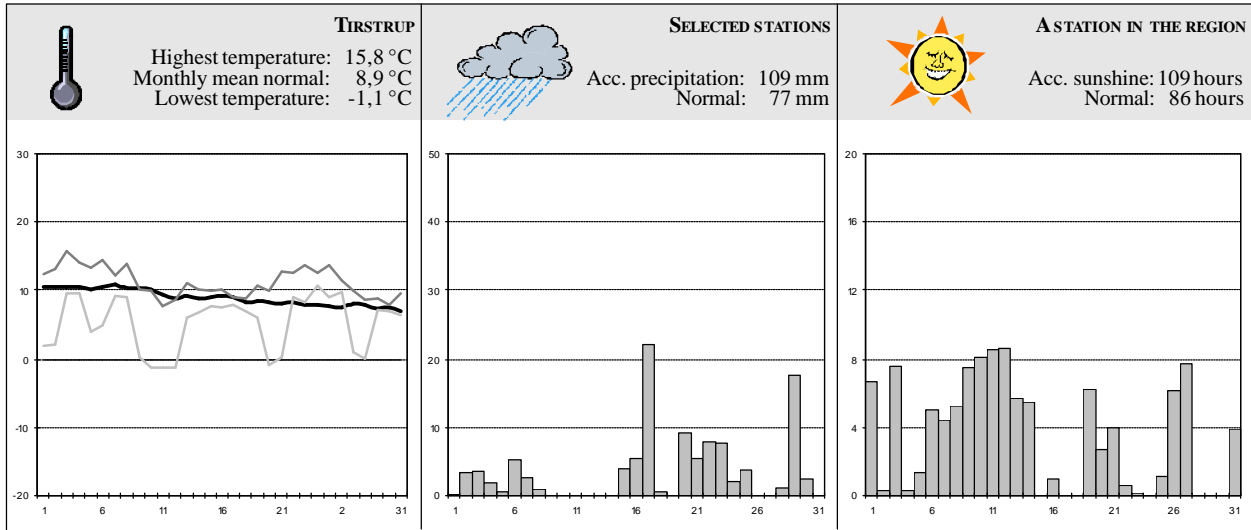 TIRSTRUP
Highest temperature: 15,8 °C
Monthly mean normal: 8,9 °C
Lowest temperature: -1,1 °C
SELECTED STATIONS
Acc. precipitation: 109 mm
Normal: 77 mm
A STATION IN THE REGION
Acc. sunshine: 109 hours
Normal: 86 hours
30
20
10
0
-10
-20
1 6 11 16 21 2 31
50
40
30
20
10
0
1 6 11 16 21 26 31
20
16
12
8
4
0
1 6 11 16 21 26 31